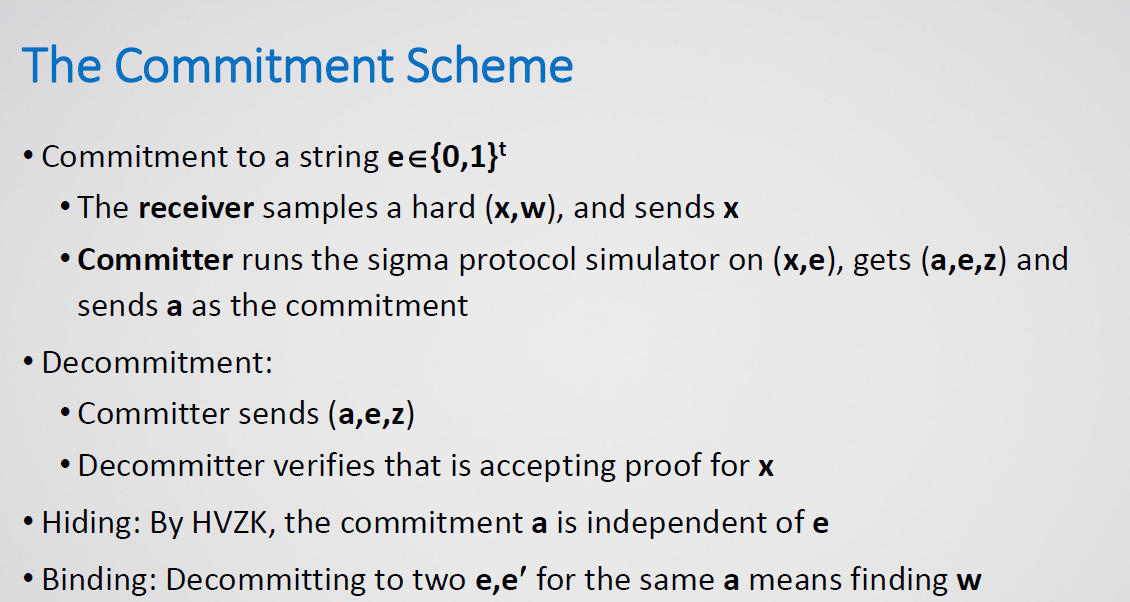 The Commitment Scheme
• Commitment to a string e∈{0,1}ᵗ
• The receiver samples a hard (x,w), and sends x
• Committer runs the sigma protocol simulator on (x,e), gets (a,e,z) and
sends a as the commitment
• Decommitment:
• Committer sends (a,e,z)
• Decommitter verifies that is accepting proof for x
• Hiding: By HVZK, the commitment a is independent of e
• Binding: Decommitting to two e,e′ for the same a means finding w